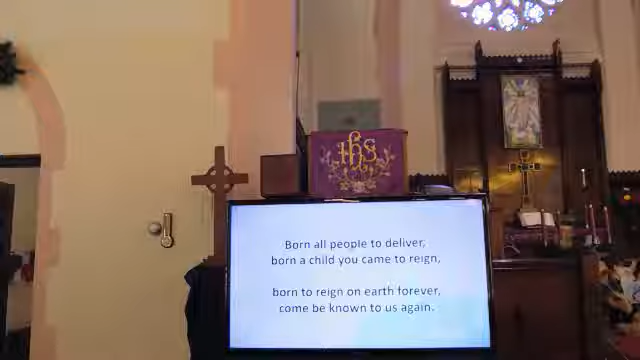 ihs
Born all people to deliver,
born a child you came to reign,
born to reign on earth forever,
come be known to us again.